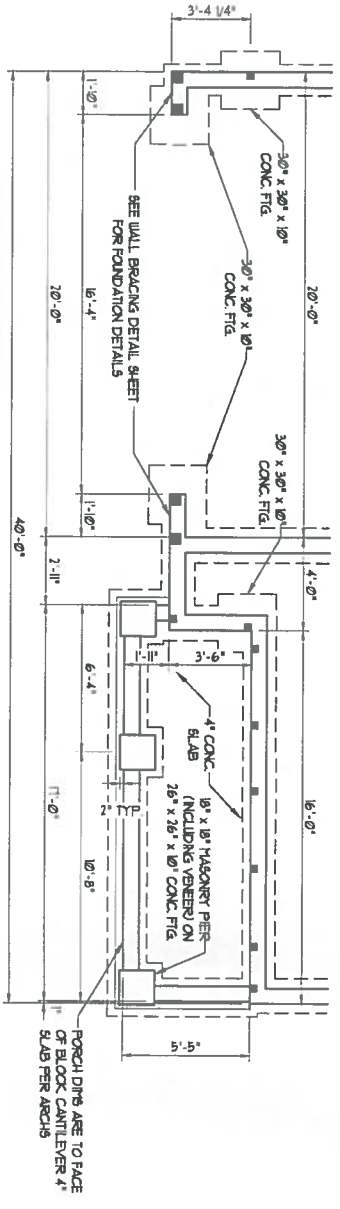 3'-4 1/4"
30" x 30" x 10"
CONC. FTG.
20'-0"
30" x 30" x 10"
CONC. FTG.
30" x 30" x 10"
CONC. FTG.
4'-0"
16'-0"
1'-10"
16'-4"
SEE WALL BRACING DETAIL SHEET
FOR FOUNDATION DETAILS
1'-10"
20'-0"
2'-11"
40'-0"
1'-11"
3'-6"
4" CONC.
SLAB
18" x 18" MASONRY PIER
(INCLUDING VENEER) ON
26" x 26" x 10" CONC. FTG
6'-4"
2" TYP.
10'-8"
17'-0"
1"
5'-5"
PORCH DIMS ARE TO FACE
OF BLOCK, CANTILEVER 4"
SLAB PER ARCHS